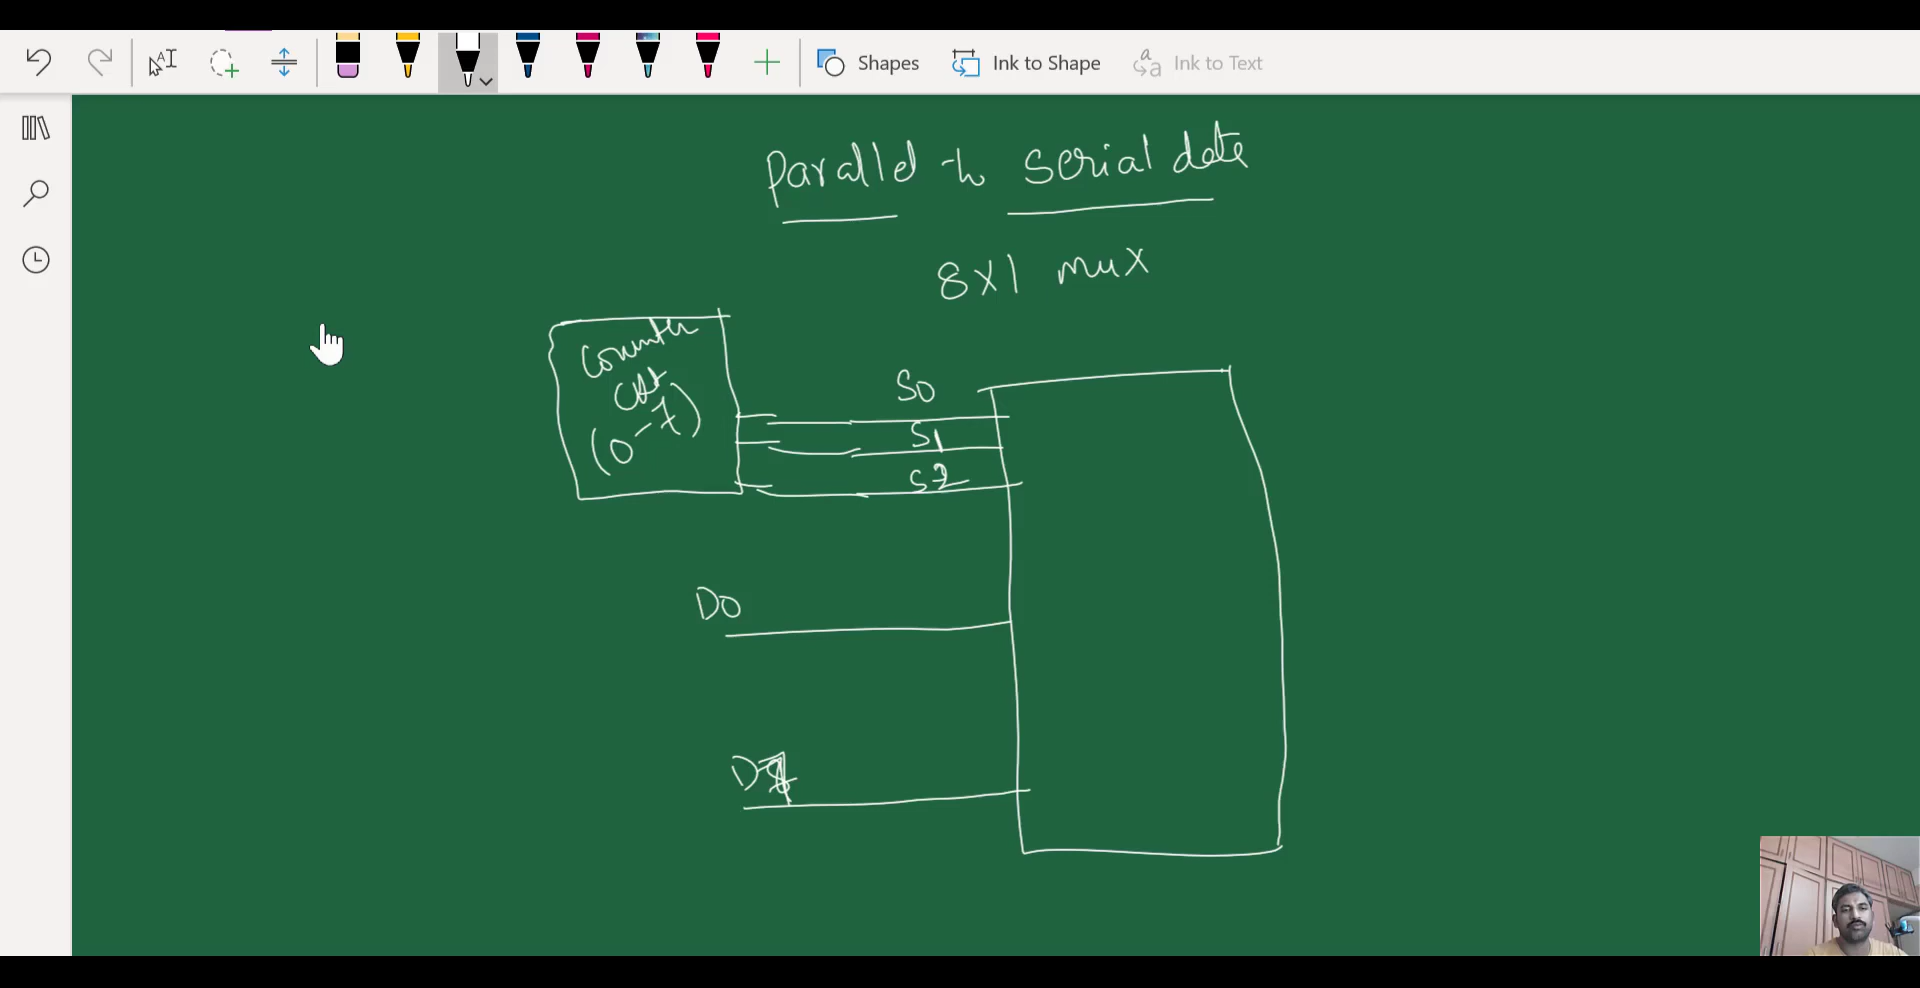 Shapes
Ink to Shape
Ink to Text
Parallel to serial data
8x1 mux
Counter
(0-7)
S0
S1
S2
D0
D7